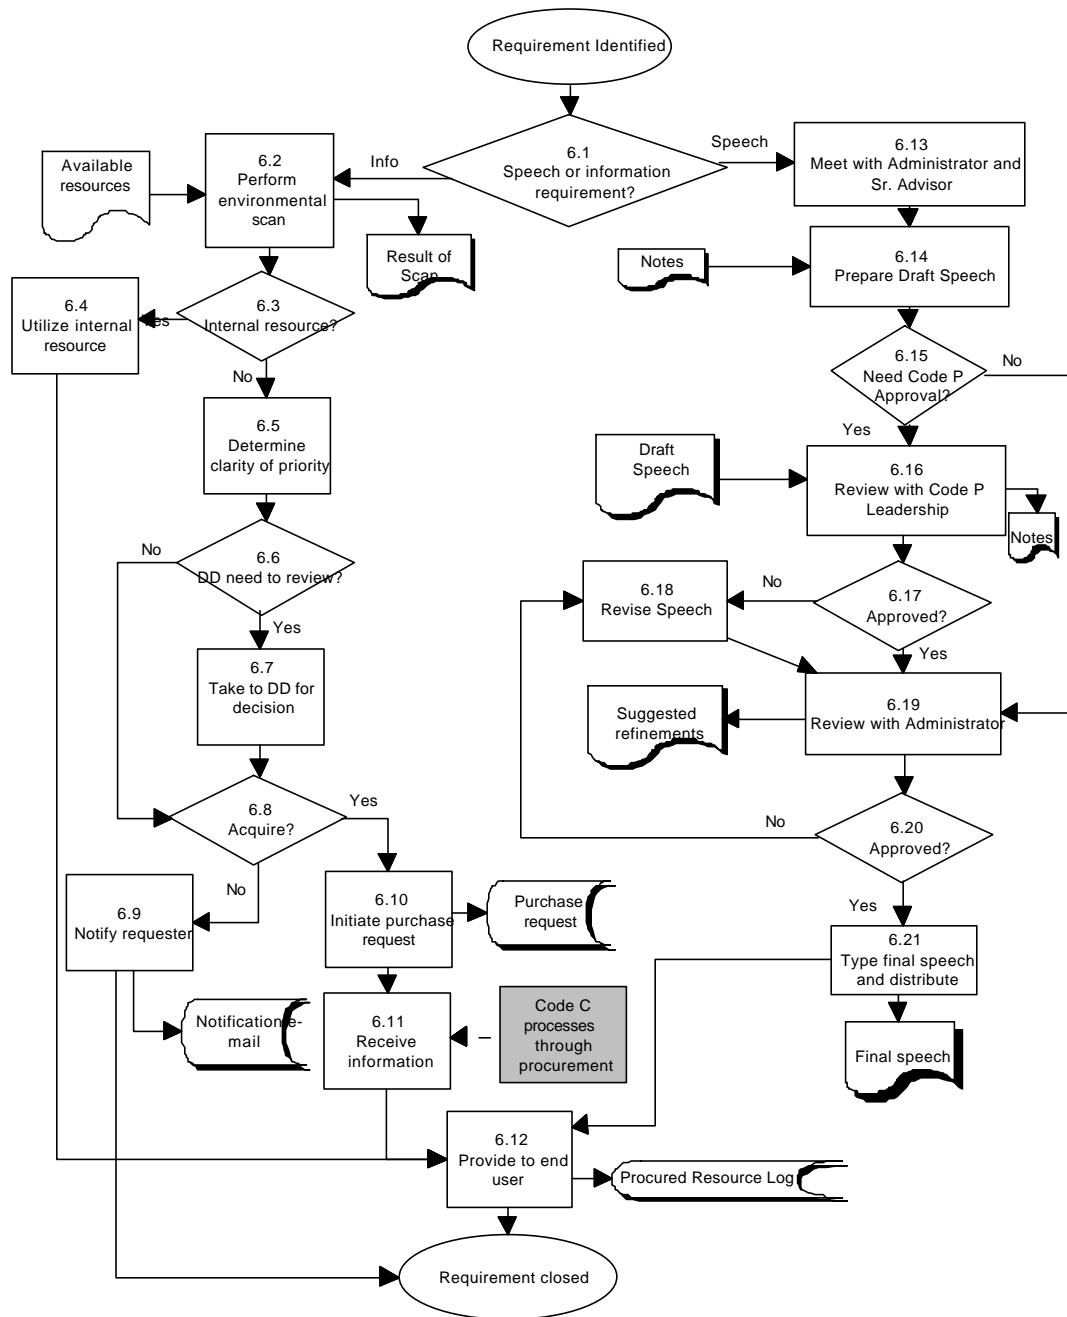 Requirement Identified
6.1
Speech or information
requirement?
Info
Speech
Available
resources
6.2
Perform
environmental
scan
Result of
Scan
6.13
Meet with Administrator and
Sr. Advisor
Notes
6.14
Prepare Draft Speech
6.3
Internal resource?
Yes
6.4
Utilize internal
resource
No
6.15
Need Code P
Approval?
No
Yes
6.5
Determine
clarity of priority
Draft
Speech
6.16
Review with Code P
Leadership
Notes
No
6.6
DD need to review?
Yes
6.17
Approved?
No
Yes
6.18
Revise Speech
6.7
Take to DD for
decision
6.19
Review with Administrator
Suggested
refinements
6.8
Acquire?
Yes
No
6.20
Approved?
No
Yes
6.9
Notify requester
6.10
Initiate purchase
request
Purchase
request
6.21
Type final speech
and distribute
Notification e-
mail
6.11
Receive
information
Code C
processes
through
procurement
Final speech
6.12
Provide to end
user
Procured Resource Log
Requirement closed